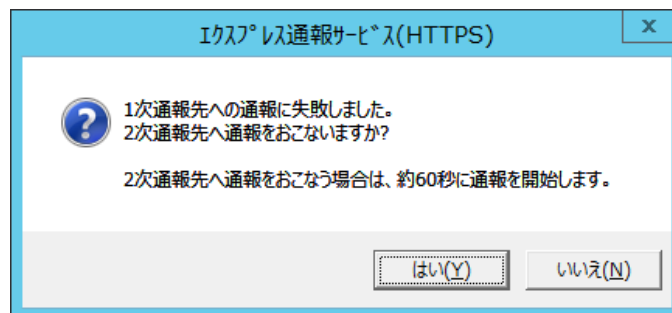 ｴｸｽﾌﾟﾚｽ通報ｻｰﾋﾞｽ(HTTPS)
x
?
1次通報先への通報に失敗しました。
2次通報先へ通報をおこないますか?
2次通報先へ通報をおこなう場合は、約60秒に通報を開始します。
はい(Y)
いいえ(N)